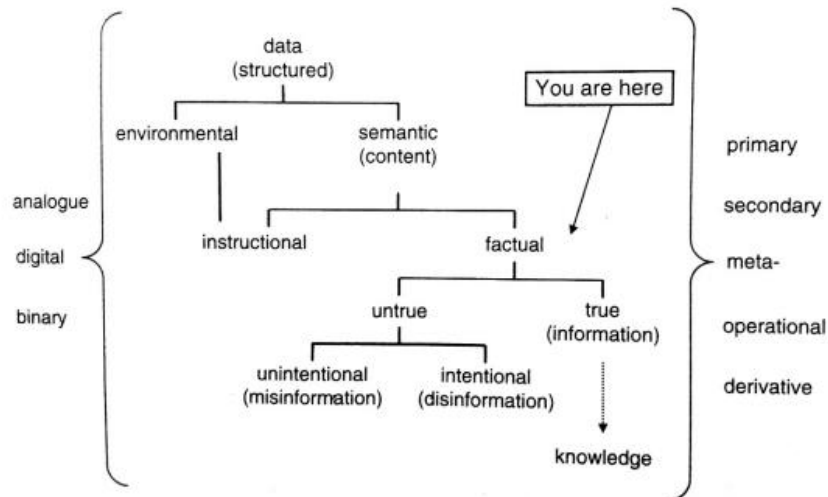 data
(structured)
You are here
environmental
semantic
(content)
primary
analogue
secondary
instructional
factual
digital
meta-
binary
untrue
true
(information)
operational
unintentional
(misinformation)
intentional
(disinformation)
derivative
knowledge